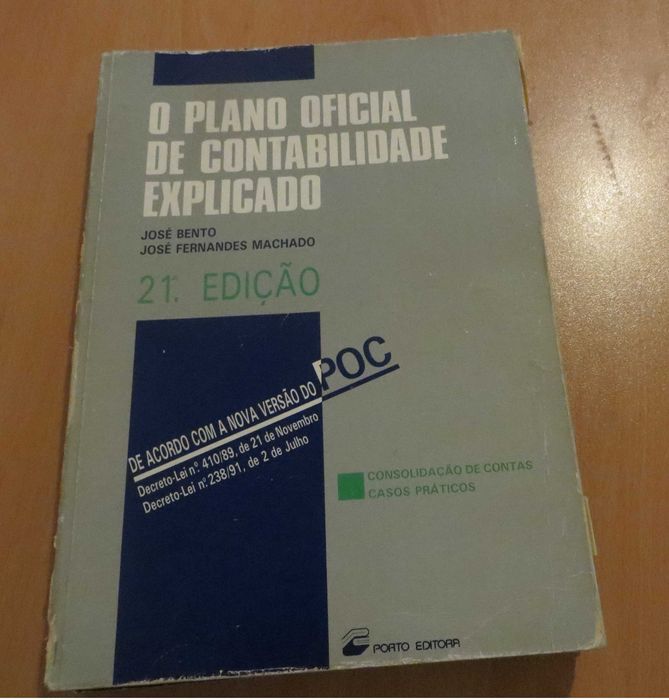 O PLANO OFICIAL
DE CONTABILIDADE
EXPLICADO
JOSÉ BENTO
JOSÉ FERNANDES MACHADO
21.ª EDIÇÃO
DE ACORDO COM A NOVA VERSÃO DO POC
Decreto-Lei n.º 410/89, de 21 de Novembro
Decreto-Lei n.º 238/91, de 2 de Julho
CONSOLIDAÇÃO DE CONTAS
CASOS PRÁTICOS
PORTO EDITORA